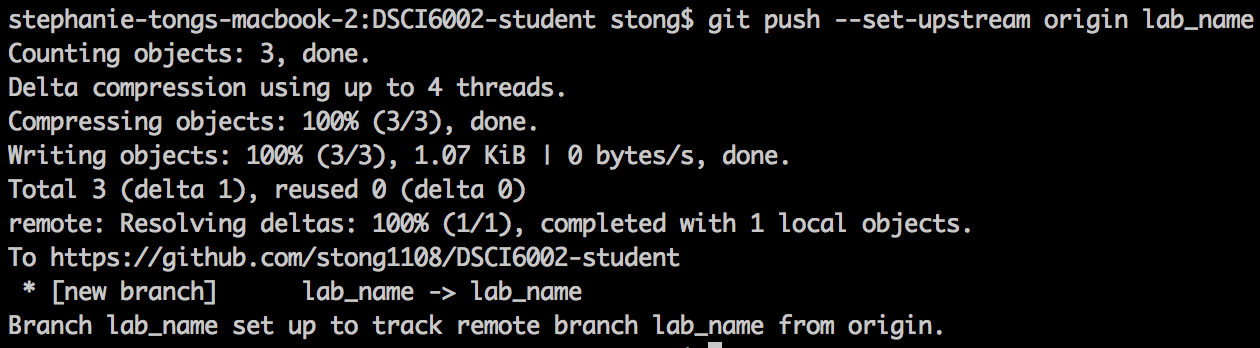 stephanie-tongs-macbook-2:DSCI6002-student stong$ git push --set-upstream origin lab_name
Counting objects: 3, done.
Delta compression using up to 4 threads.
Compressing objects: 100% (3/3), done.
Writing objects: 100% (3/3), 1.07 KiB | 0 bytes/s, done.
Total 3 (delta 1), reused 0 (delta 0)
remote: Resolving deltas: 100% (1/1), completed with 1 local objects.
To https://github.com/stong1108/DSCI6002-student
 * [new branch]      lab_name -> lab_name
Branch lab_name set up to track remote branch lab_name from origin.